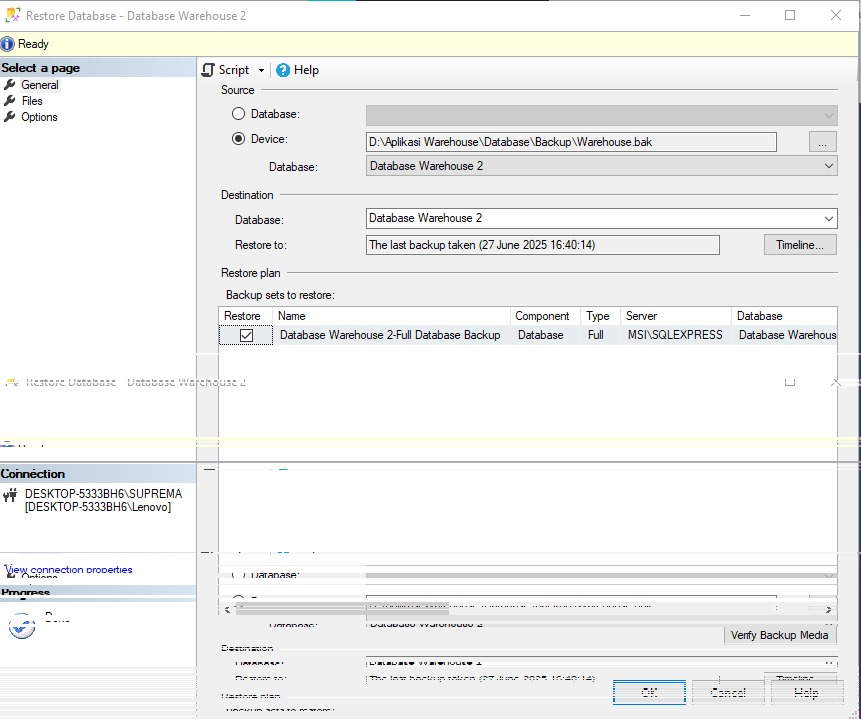 Restore Database - Database Warehouse 2
Ready
Select a page
General
Files
Options
Script
Help
Source
Database:
Device:
D:\Aplikasi Warehouse\Database\Backup\Warehouse.bak
...
Database:
Database Warehouse 2
Destination
Database:
Database Warehouse 2
Restore to:
The last backup taken (27 June 2025 16:40:14)
Timeline...
Restore plan
Backup sets to restore:
Restore Name Component Type Server Database
Database Warehouse 2-Full Database Backup Database Full MSI\SQLEXPRESS Database Warehous
Restore Database - Database Warehouse 2
Connection
DESKTOP-5333BH6\SUPREMA
[DESKTOP-5333BH6\Lenovo]
View connection properties
Options
Progress
Database:
Database:
Database Warehouse 2
Verify Backup Media
Destination
Database:
Restore to:
The last backup taken (27 June 2025 16:40:14)
Timeline...
Restore plan
Backup sets to restore:
OK
Cancel
Help